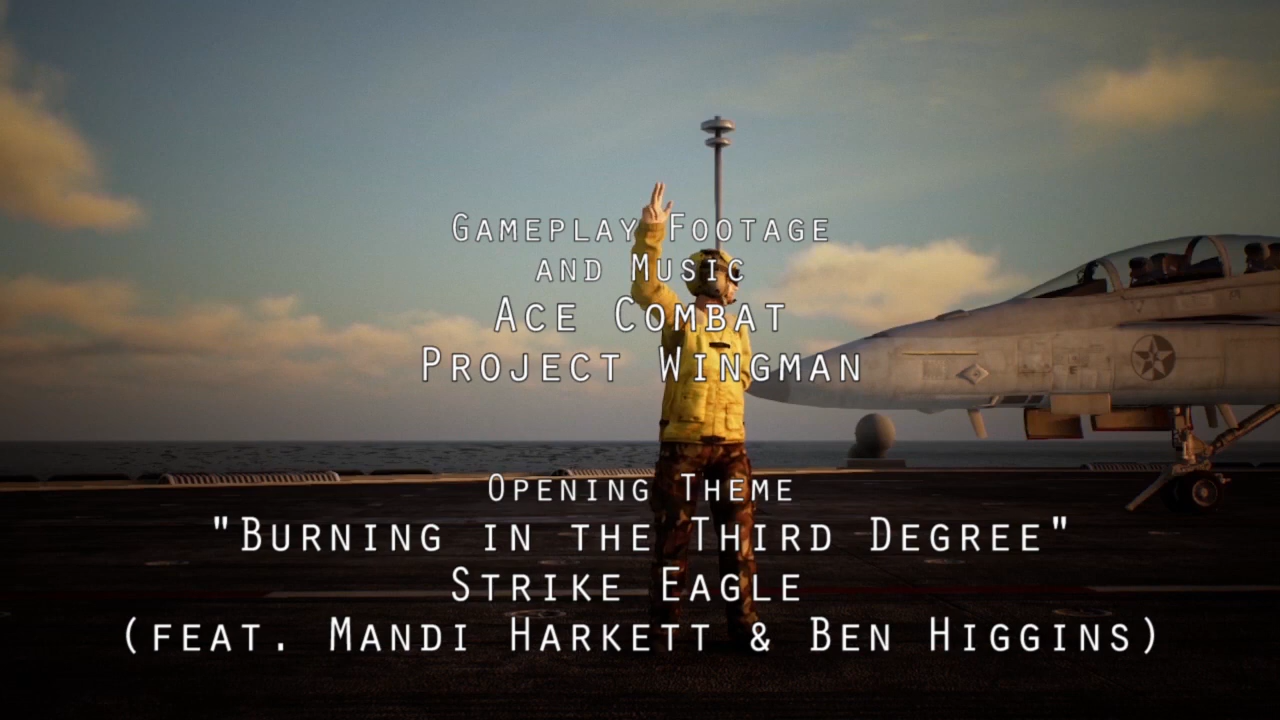 Gameplay Footage
and Music
Ace Combat
Project Wingman
Opening Theme
"Burning in the Third Degree"
Strike Eagle
(feat. Mandi Harkett & Ben Higgins)